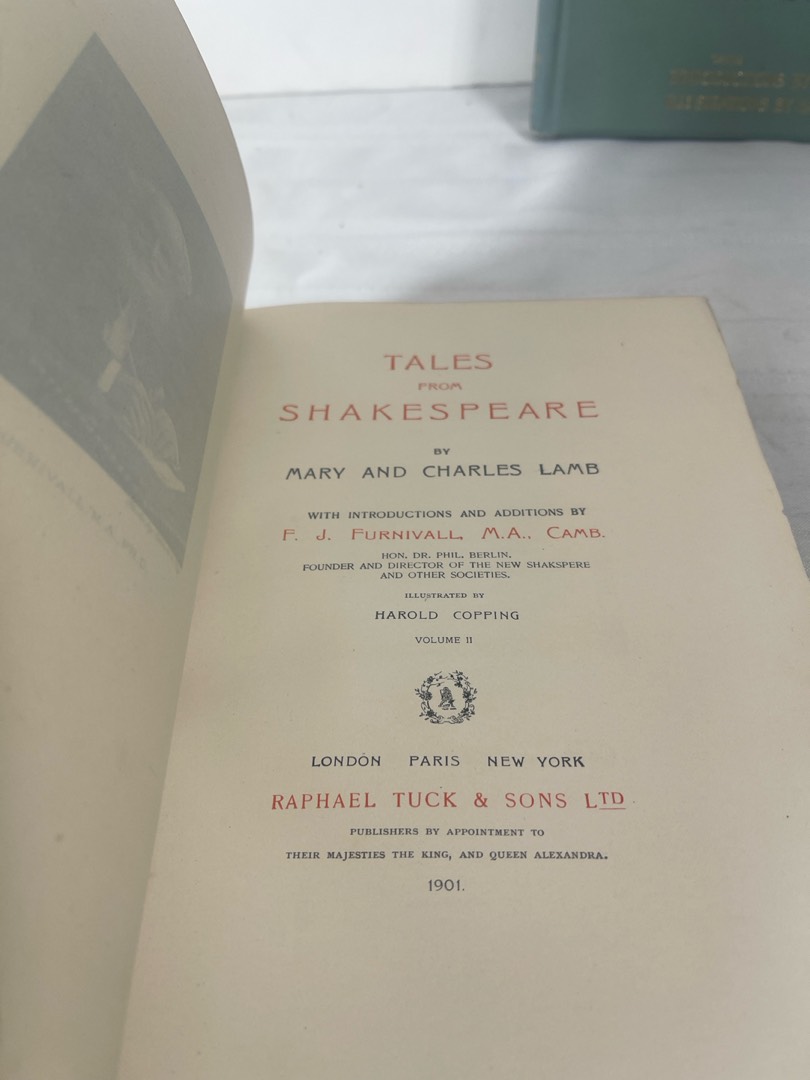 TALES
FROM
SHAKESPEARE
BY
MARY AND CHARLES LAMB
WITH INTRODUCTIONS AND ADDITIONS BY
F. J. FURNIVALL, M.A., CAMB.
HON. DR. PHIL. BERLIN,
FOUNDER AND DIRECTOR OF THE NEW SHAKSPERE
AND OTHER SOCIETIES.
ILLUSTRATED BY
HAROLD COPPING
VOLUME II
LONDON PARIS NEW YORK
RAPHAEL TUCK & SONS LTD
PUBLISHERS BY APPOINTMENT TO
THEIR MAJESTIES THE KING, AND QUEEN ALEXANDRA.
1901.